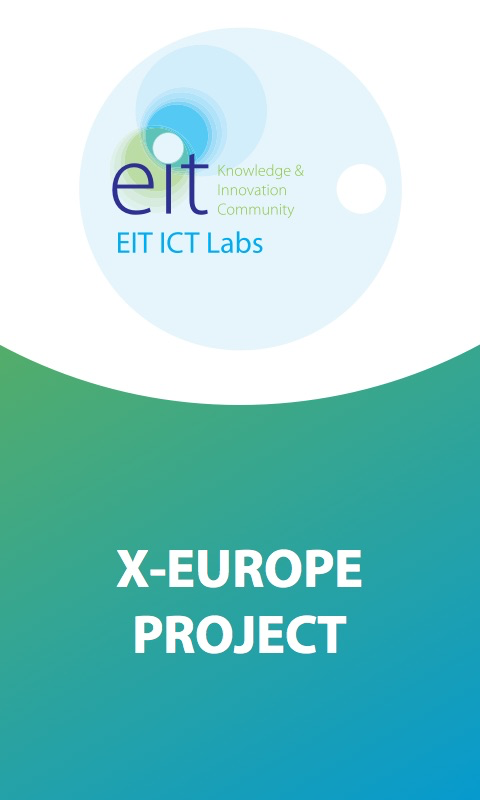 eit
Knowledge &
Innovation
Community
EIT ICT Labs
X-EUROPE
PROJECT